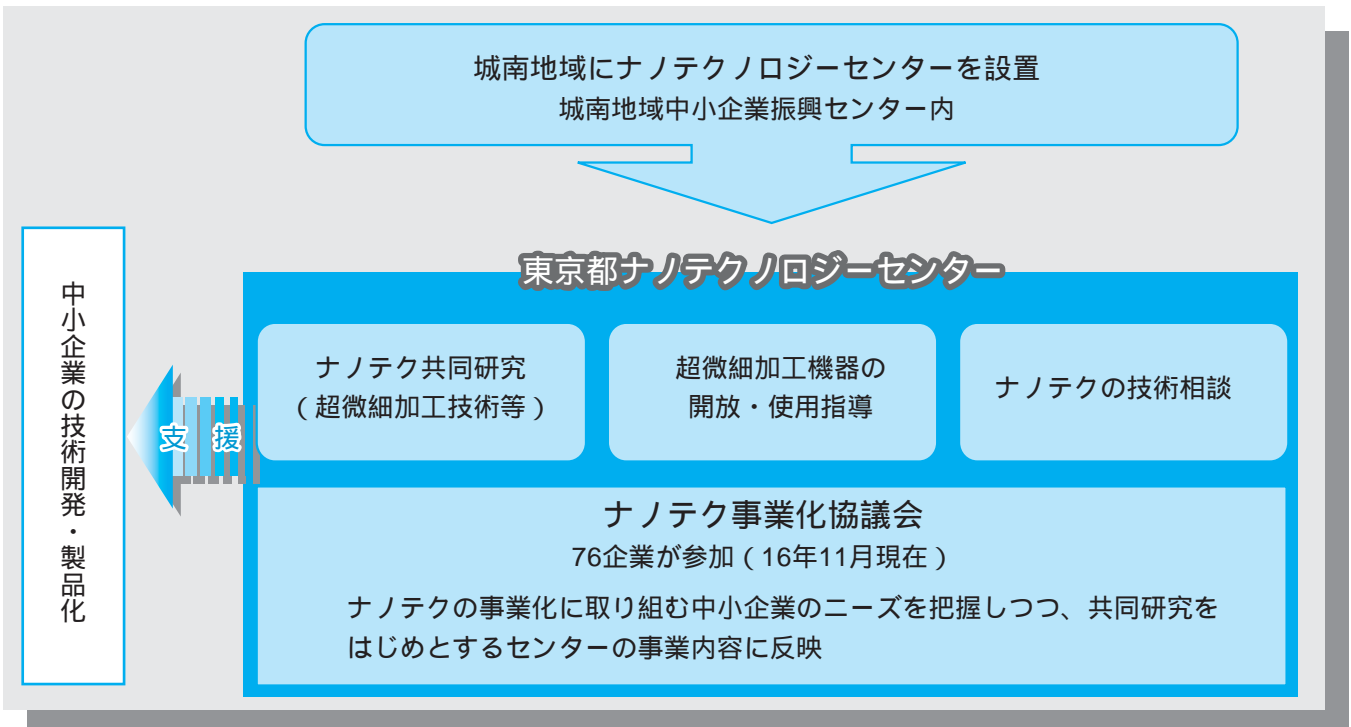 城南地域にナノテクノロジーセンターを設置
城南地域中小企業振興センター内
東京都ナノテクノロジーセンター
ナノテク共同研究
（超微細加工技術等）
超微細加工機器の
開放・使用指導
ナノテクの技術相談
支援
中小企業の技術開発・製品化
ナノテク事業化協議会
76企業が参加（16年11月現在）
ナノテクの事業化に取り組む中小企業のニーズを把握しつつ、共同研究を
はじめとするセンターの事業内容に反映